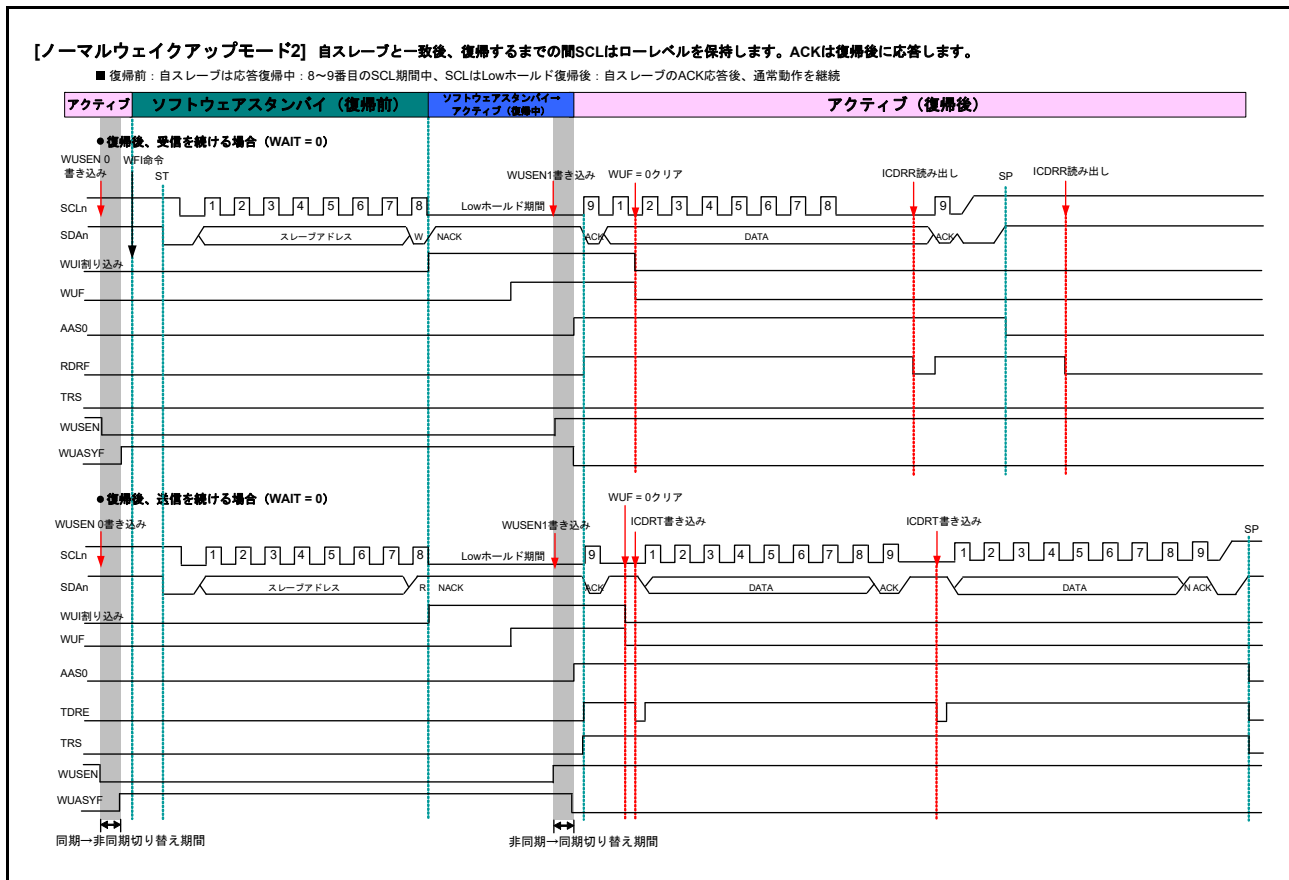 [ノーマルウェイクアップモード2] 自スレーブと一致後、復帰するまでの間SCLはローレベルを保持します。ACKは復帰後に応答します。
■ 復帰前：自スレーブは応答復帰中：8～9番目のSCL期間中、SCLはLowホールド復帰後：自スレーブのACK応答後、通常動作を継続
アクティブ ソフトウェアスタンバイ（復帰前） ソフトウェアスタンバイ→ アクティブ（復帰後）
アクティブ（復帰中）
●復帰後、受信を続ける場合（WAIT = 0）
WUSEN 0 WFI命令
書き込み ST WUSEN1書き込み WUF = 0クリア ICDRR読み出し SP ICDRR読み出し
SCLn 1 2 3 4 5 6 7 8 Lowホールド期間 9 1 2 3 4 5 6 7 8 9
SDAn スレーブアドレス W NACK ACK DATA ACK
WUI割り込み
WUF
AAS0
RDRF
TRS
WUSEN
WUASYF
●復帰後、送信を続ける場合（WAIT = 0）
WUF = 0クリア
WUSEN 0書き込み WUSEN1書き込み ICDRT書き込み ICDRT書き込み SP
SCLn 1 2 3 4 5 6 7 8 Lowホールド期間 9 1 2 3 4 5 6 7 8 9 1 2 3 4 5 6 7 8 9
SDAn スレーブアドレス R NACK ACK DATA ACK DATA N ACK
WUI割り込み
WUF
AAS0
TDRE
TRS
WUSEN
WUASYF
同期→非同期切り替え期間 非同期→同期切り替え期間